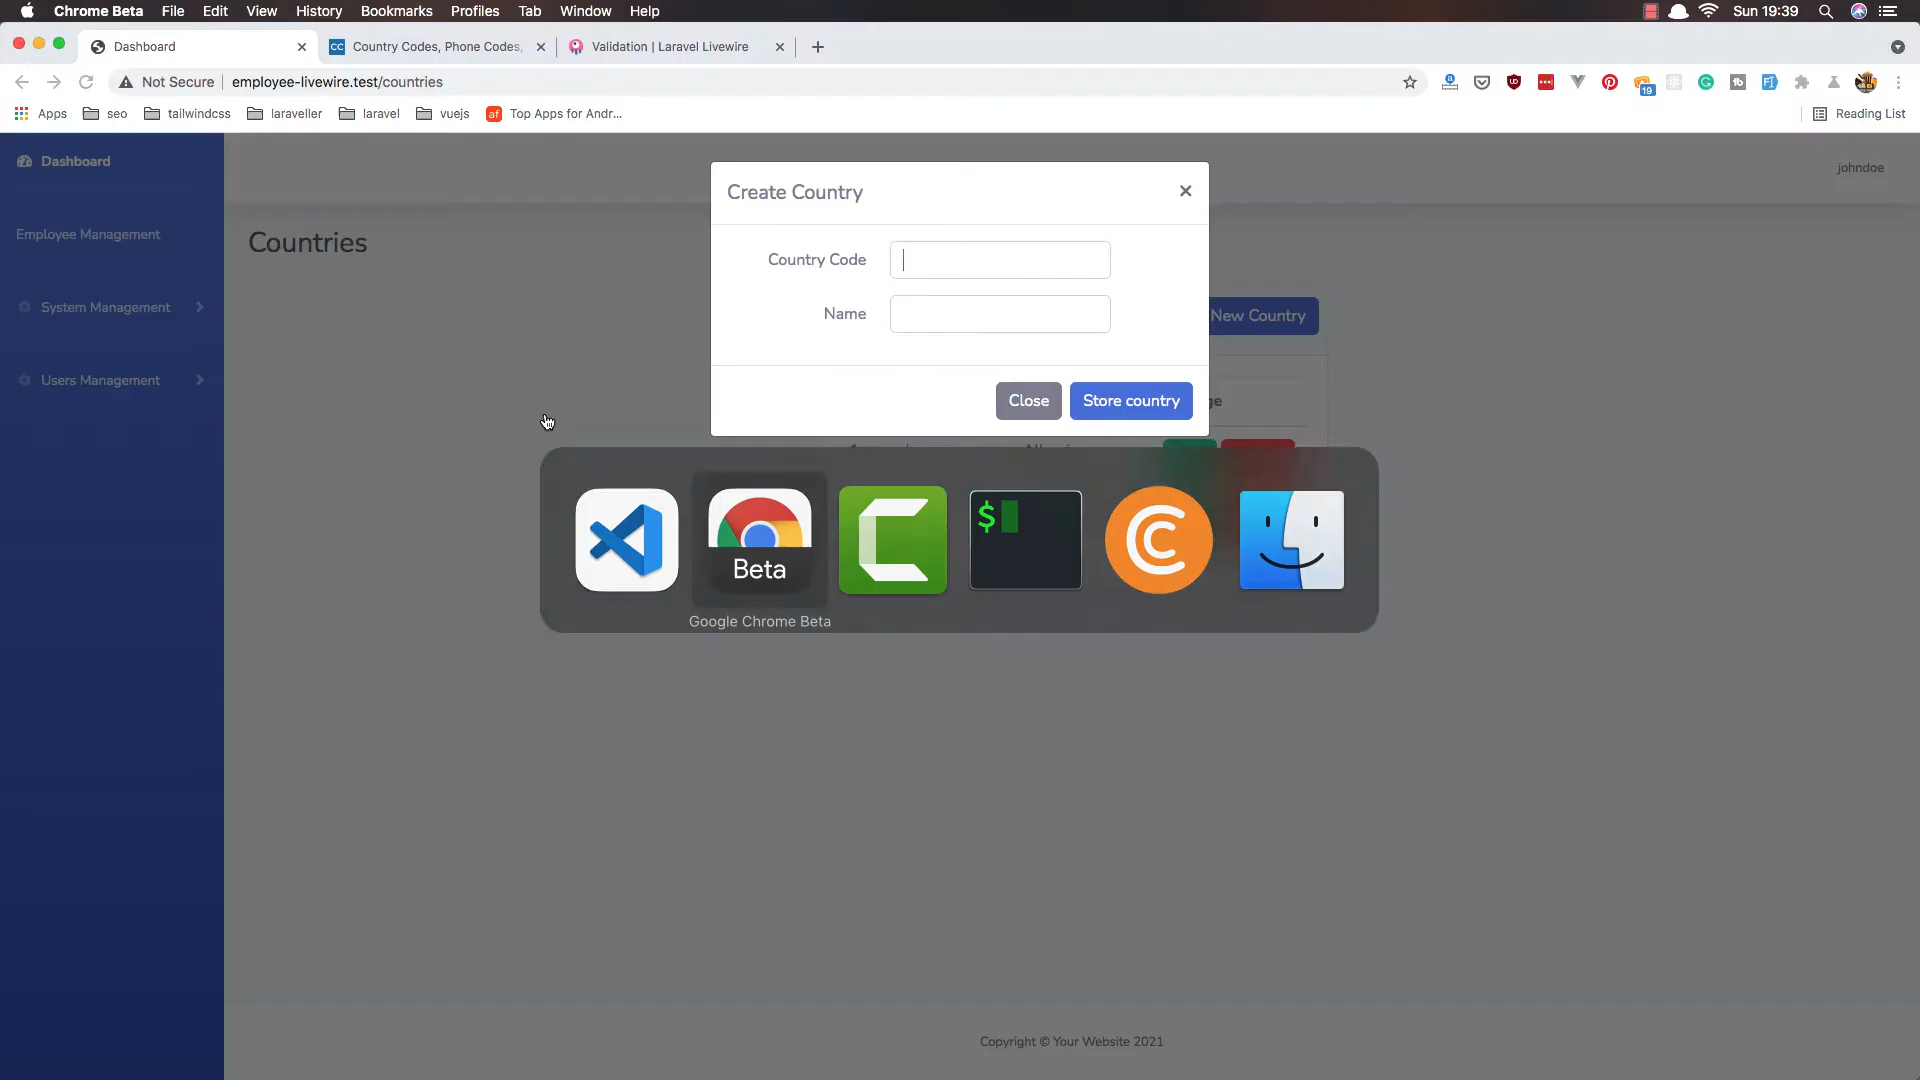 Chrome Beta File Edit View History Bookmarks Profiles Tab Window Help Sun 19:39
Dashboard Country Codes, Phone Codes, Validation | Laravel Livewire
Not Secure employee-livewire.test/countries 19
Apps seo tailwindcss laraveller laravel vuejs af Top Apps for Andr... Reading List
Dashboard
johndoe
Create Country
Employee Management
Countries
Country Code
System Management
Name
New Country
Users Management
Close Store country
Beta
Google Chrome Beta
Copyright © Your Website 2021